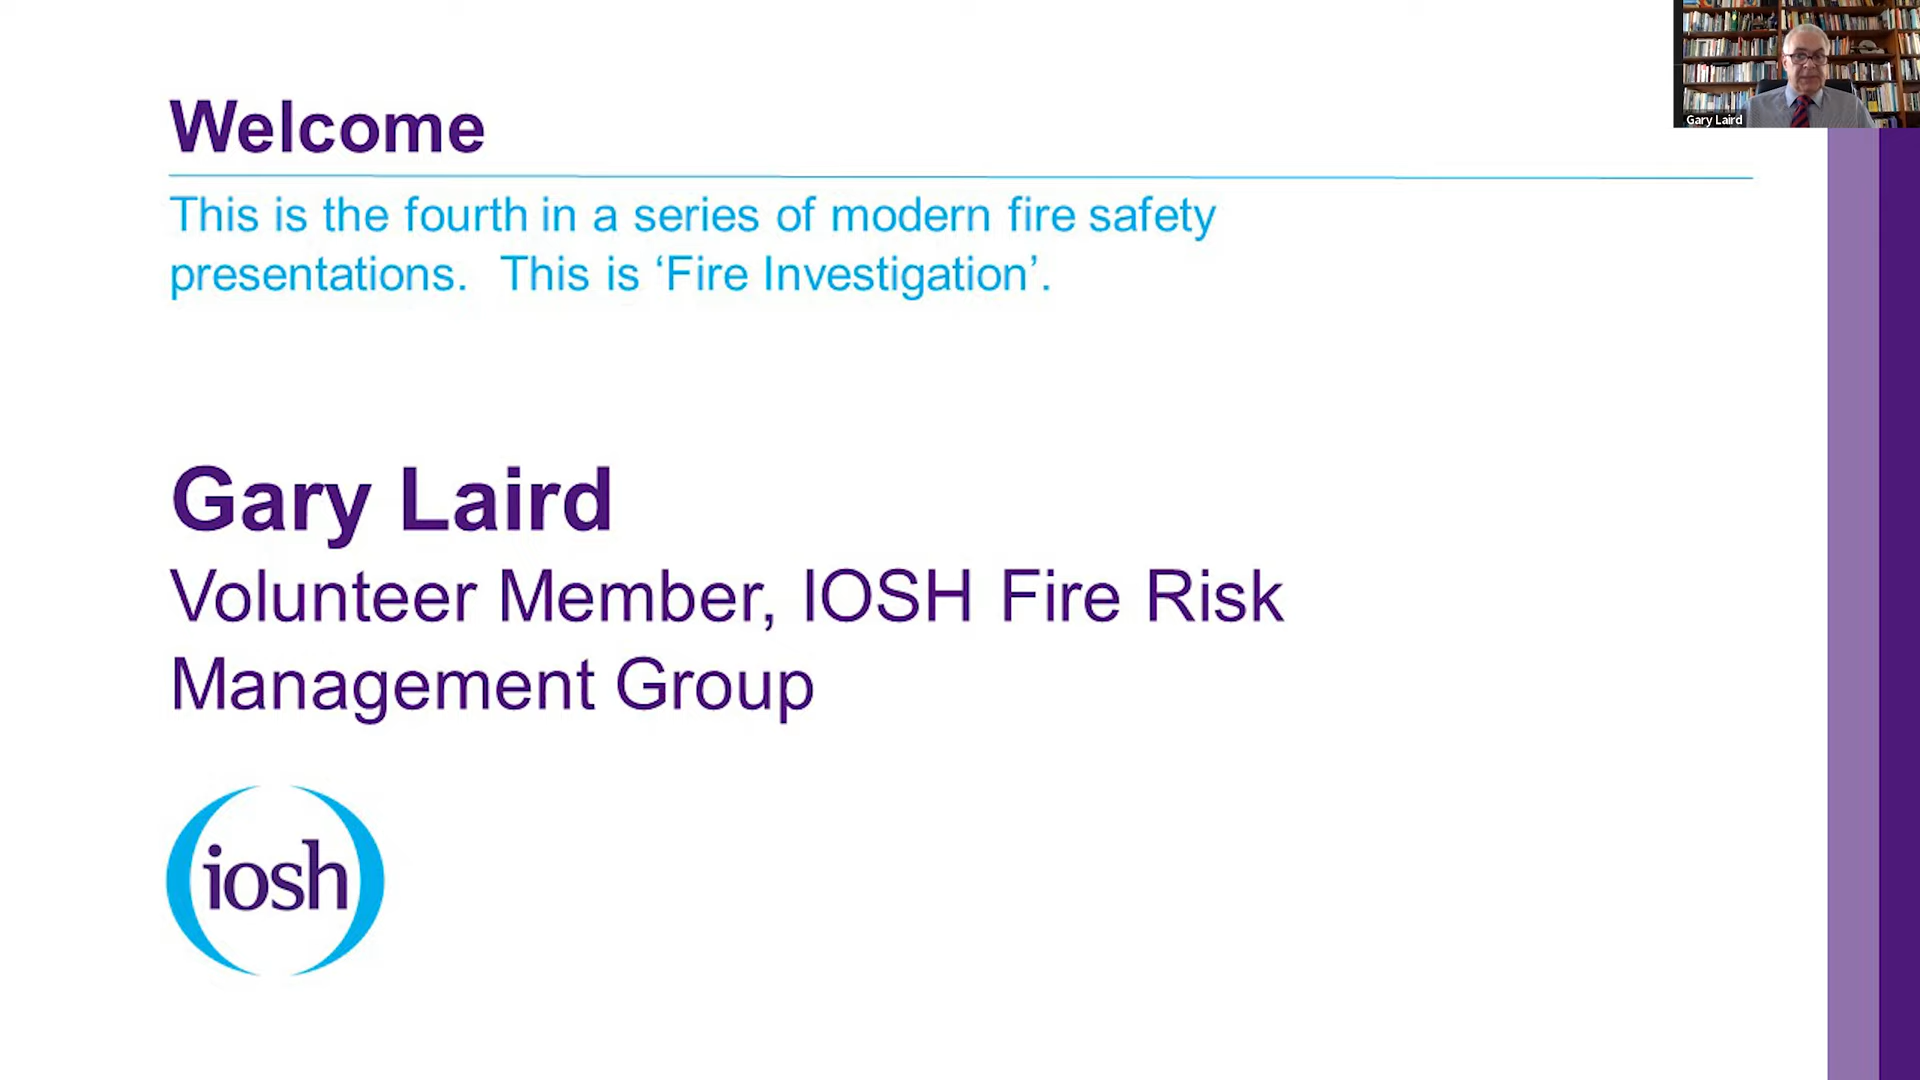 Welcome
This is the fourth in a series of modern fire safety
presentations.  This is ‘Fire Investigation’.
Gary Laird
Volunteer Member, IOSH Fire Risk
Management Group
iosh
Gary Laird